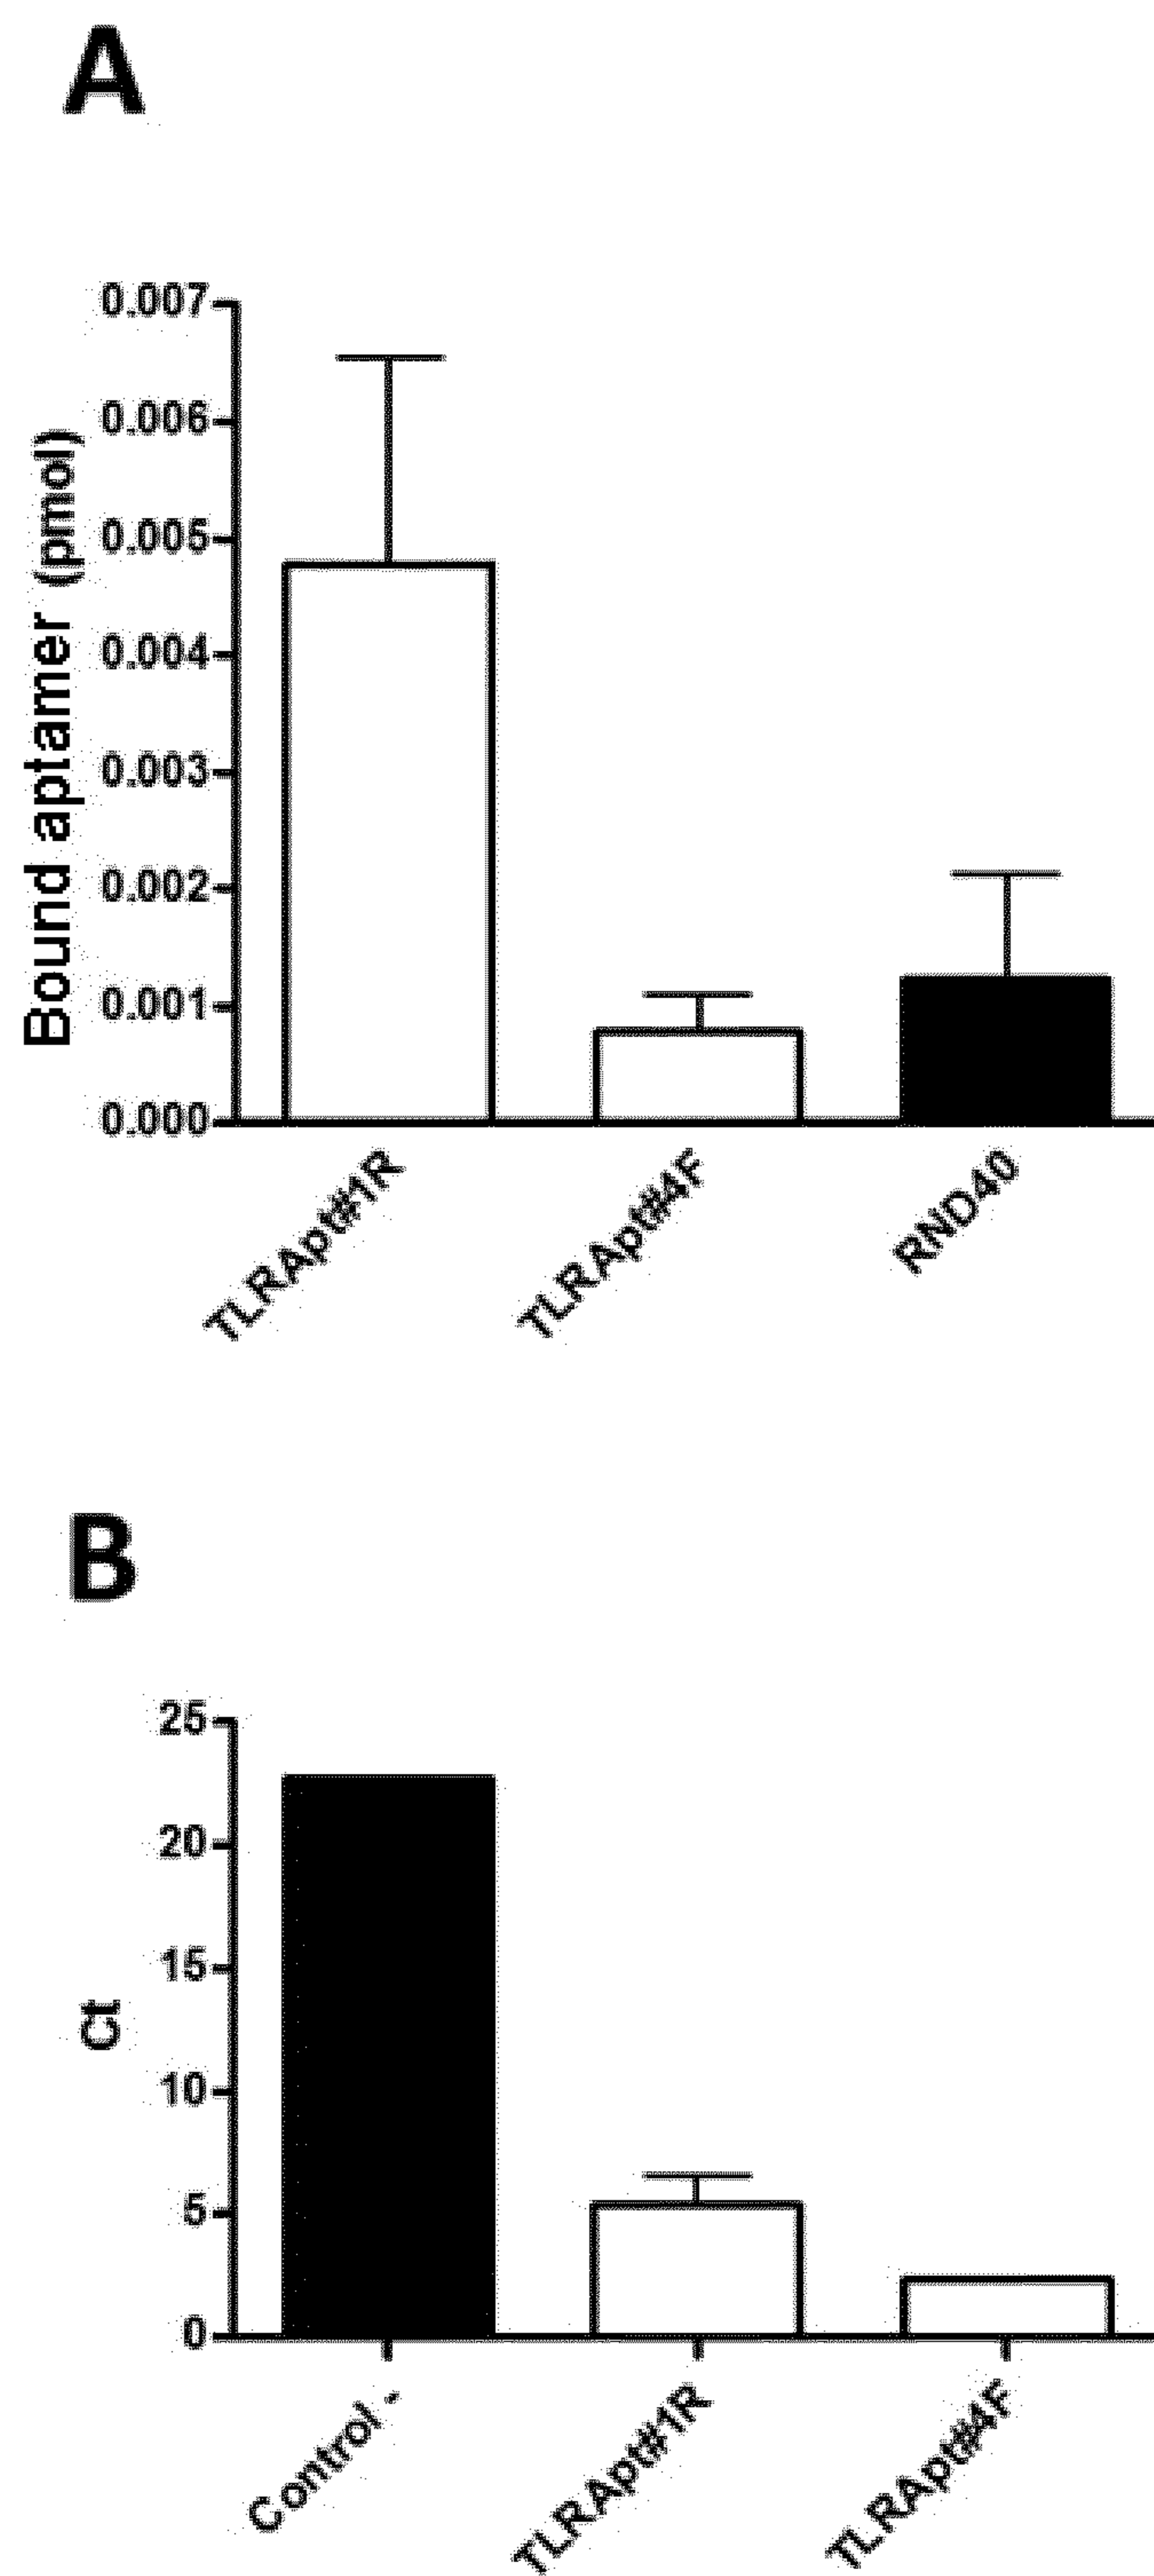 A
Bound aptamer (pmol)
0.007
0.006
0.005
0.004
0.003
0.002
0.001
0.000
TLRApt#1R
TLRApt#4F
RND40
B
Ct
25
20
15
10
5
0
Control -
TLRApt#1R
TLRApt#4F